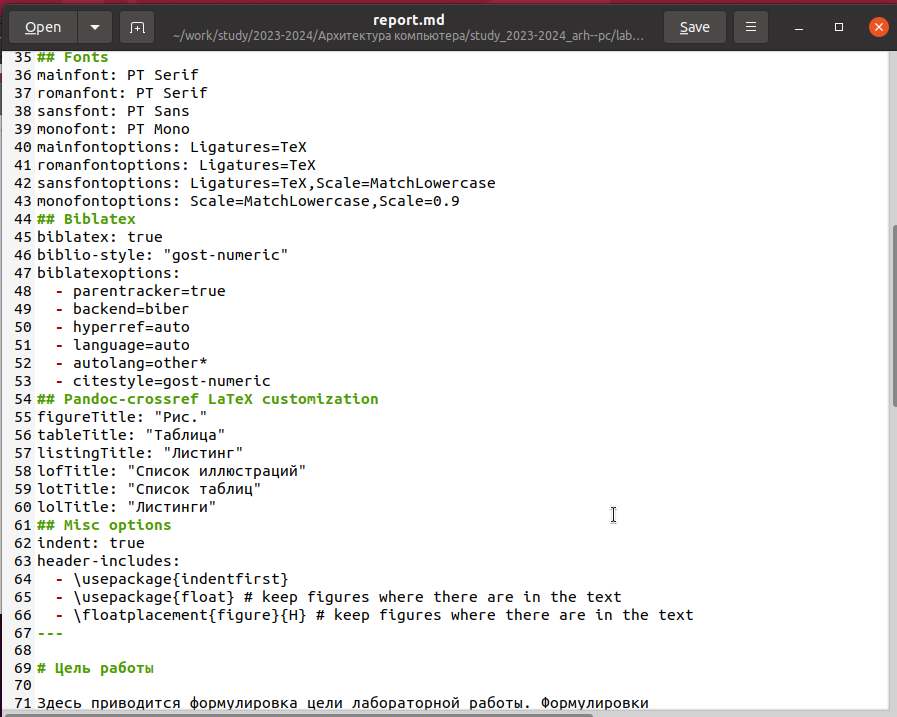 Open
report.md
~/work/study/2023-2024/Архитектура компьютера/study_2023-2024_arh--pc/lab…
Save
35 ## Fonts
36 mainfont: PT Serif
37 romanfont: PT Serif
38 sansfont: PT Sans
39 monofont: PT Mono
40 mainfontoptions: Ligatures=TeX
41 romanfontoptions: Ligatures=TeX
42 sansfontoptions: Ligatures=TeX,Scale=MatchLowercase
43 monofontoptions: Scale=MatchLowercase,Scale=0.9
44 ## Biblatex
45 biblatex: true
46 biblio-style: "gost-numeric"
47 biblatexoptions:
48   - parentracker=true
49   - backend=biber
50   - hyperref=auto
51   - language=auto
52   - autolang=other*
53   - citestyle=gost-numeric
54 ## Pandoc-crossref LaTeX customization
55 figureTitle: "Рис."
56 tableTitle: "Таблица"
57 listingTitle: "Листинг"
58 lofTitle: "Список иллюстраций"
59 lotTitle: "Список таблиц"
60 lolTitle: "Листинги"
61 ## Misc options
62 indent: true
63 header-includes:
64   - \usepackage{indentfirst}
65   - \usepackage{float} # keep figures where there are in the text
66   - \floatplacement{figure}{H} # keep figures where there are in the text
67 ---
68
69 # Цель работы
70
71 Здесь приводится формулировка цели лабораторной работы. Формулировки